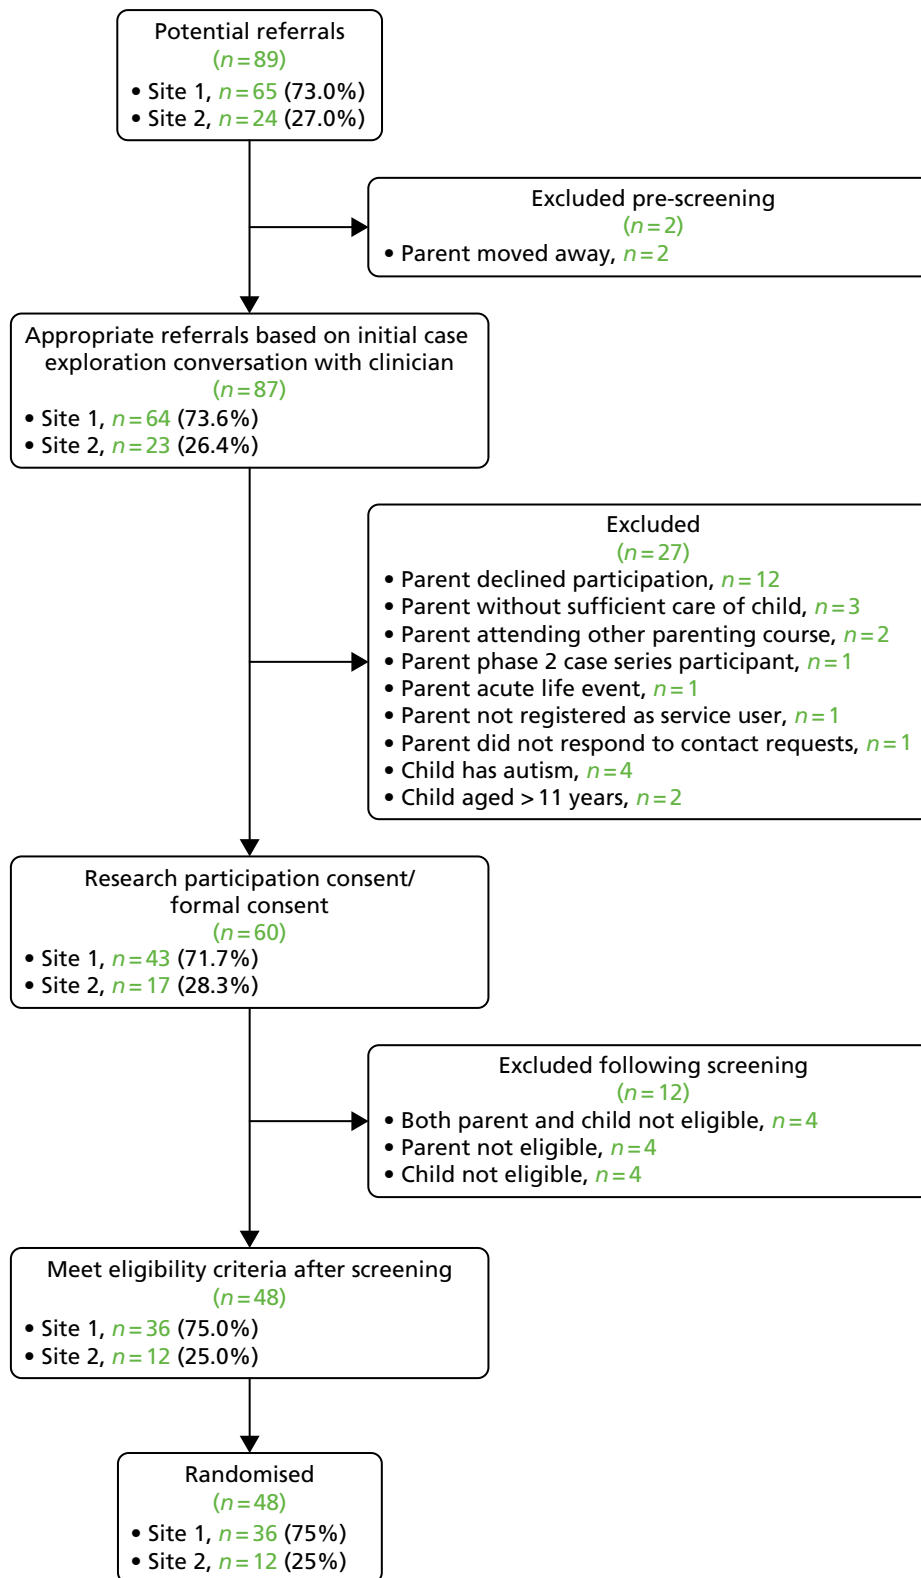 Potential referrals
(n=89)
• Site 1, n=65 (73.0%)
• Site 2, n=24 (27.0%)
Excluded pre-screening
(n=2)
• Parent moved away, n=2
Appropriate referrals based on initial case
exploration conversation with clinician
(n=87)
• Site 1, n=64 (73.6%)
• Site 2, n=23 (26.4%)
Excluded
(n=27)
• Parent declined participation, n=12
• Parent without sufficient care of child, n=3
• Parent attending other parenting course, n=2
• Parent phase 2 case series participant, n=1
• Parent acute life event, n=1
• Parent not registered as service user, n=1
• Parent did not respond to contact requests, n=1
• Child has autism, n=4
• Child aged > 11 years, n=2
Research participation consent/
formal consent
(n=60)
• Site 1, n=43 (71.7%)
• Site 2, n=17 (28.3%)
Excluded following screening
(n=12)
• Both parent and child not eligible, n=4
• Parent not eligible, n=4
• Child not eligible, n=4
Meet eligibility criteria after screening
(n=48)
• Site 1, n=36 (75.0%)
• Site 2, n=12 (25.0%)
Randomised
(n=48)
• Site 1, n=36 (75%)
• Site 2, n=12 (25%)